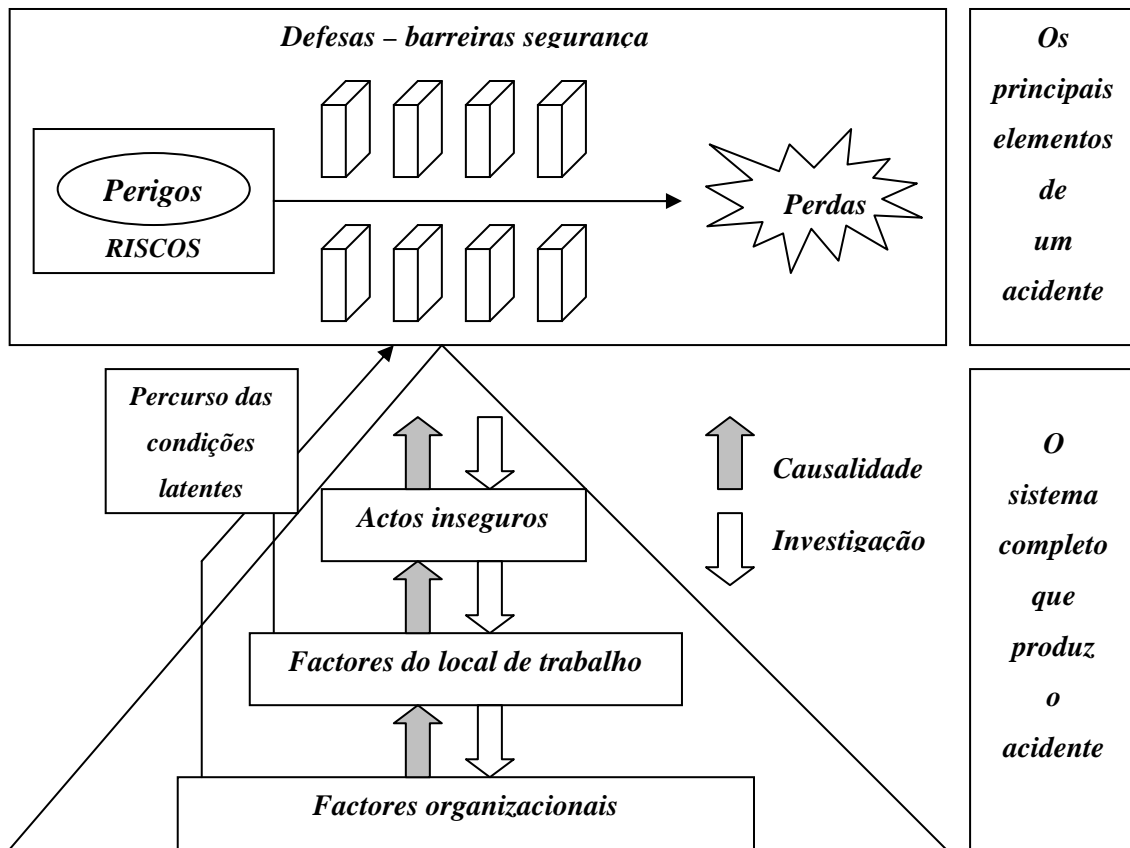 Defesas – barreiras segurança
Perigos
RISCOS
Perdas
Os
principais
elementos
de
um
acidente
Percurso das
condições
latentes
Actos inseguros
Factores do local de trabalho
Factores organizacionais
Causalidade
Investigação
O
sistema
completo
que
produz
o
acidente